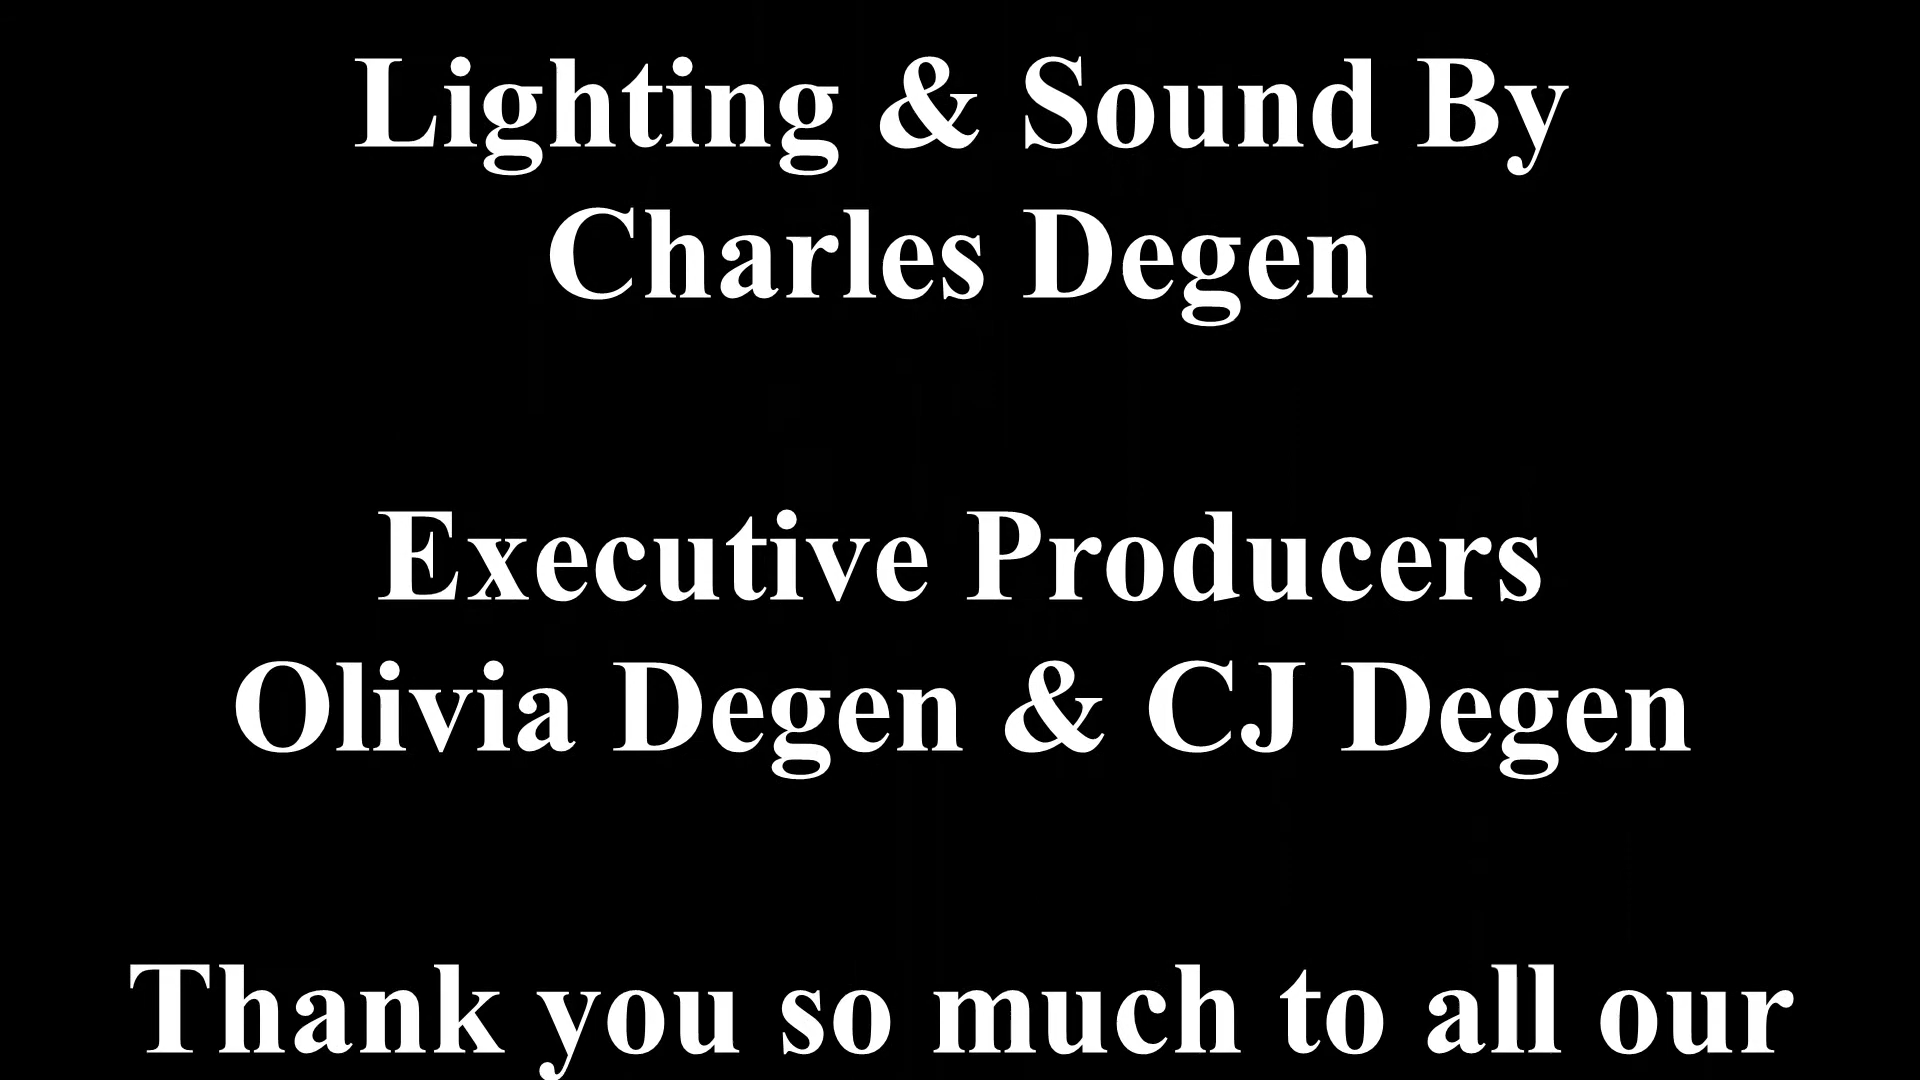 Lighting & Sound By
Charles Degen
Executive Producers
Olivia Degen & CJ Degen
Thank you so much to all our